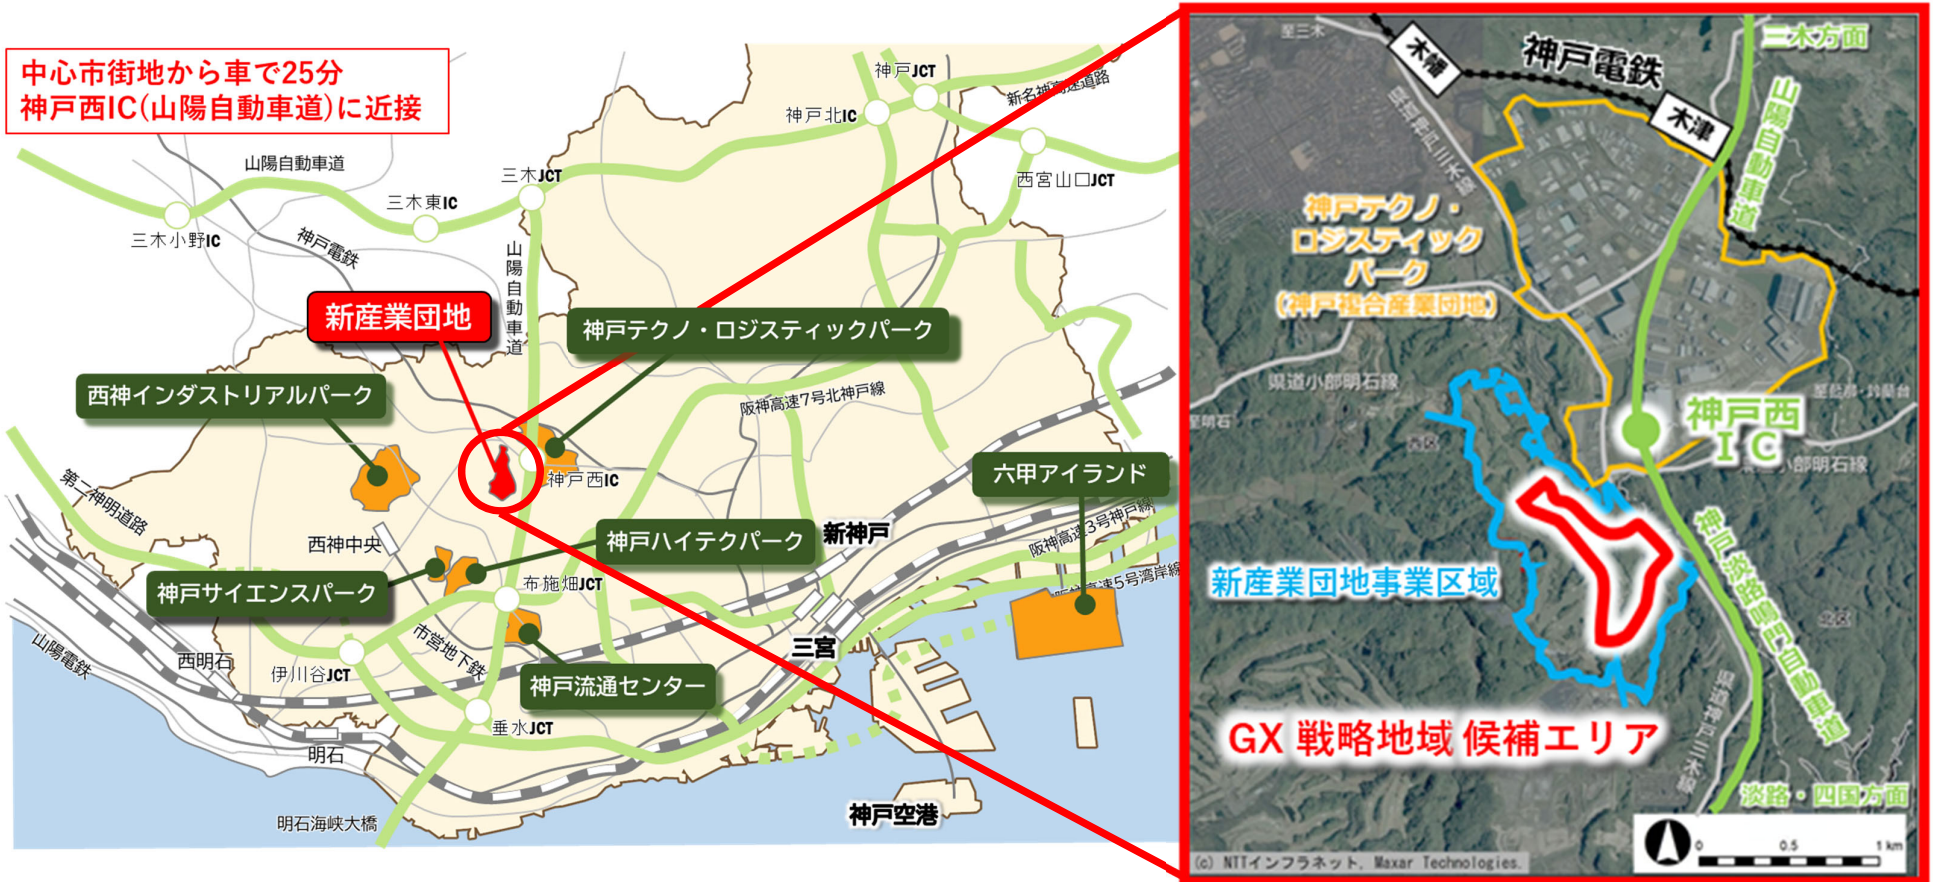 中心市街地から車で25分
神戸西IC(山陽自動車道)に近接
神戸JCT
新名神高速道路
神戸北IC
山陽自動車道
三木JCT
西宮山口JCT
三木東IC
三木小野IC
神戸電鉄
山陽自動車道
新産業団地
神戸テクノ・ロジスティックパーク
西神インダストリアルパーク
阪神高速7号北神戸線
神戸西IC
六甲アイランド
第二神明道路
新神戸
阪神高速3号神戸線
西神中央
神戸ハイテクパーク
阪神高速5号湾岸線
神戸サイエンスパーク
布施畑JCT
市営地下鉄
三宮
山陽電鉄
西明石
伊川谷JCT
神戸流通センター
垂水JCT
明石
神戸空港
明石海峡大橋
至三木
木幡
神戸電鉄
三木方面
木津
山陽自動車道
神戸テクノ・
ロジスティック
パーク
(神戸複合産業団地)
県道小部明石線
至明石
西区
神戸西
IC
小部明石線
新産業団地事業区域
神戸淡路鳴門自動車道
北区
GX 戦略地域 候補エリア
淡路・四国方面
0 0.5 1 km
(c) NTTインフラネット, Maxar Technologies.